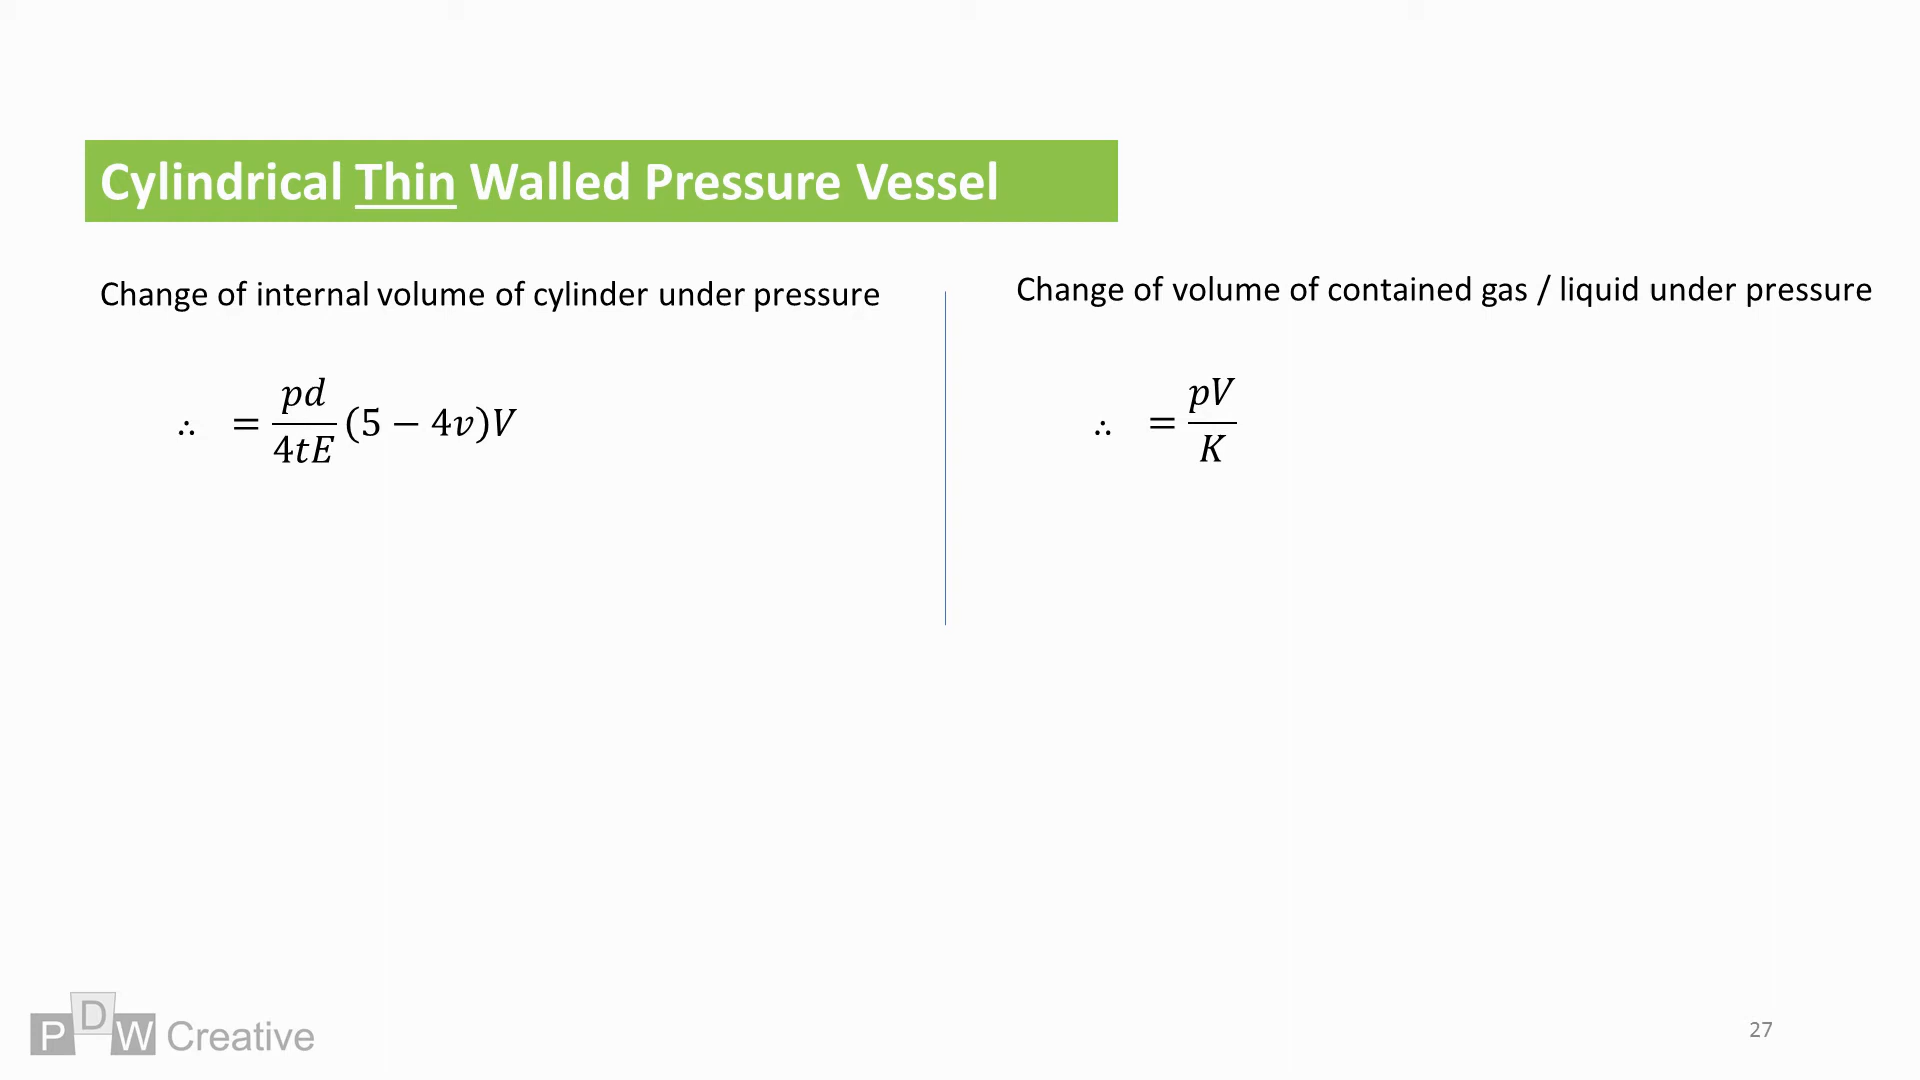 Cylindrical Thin Walled Pressure Vessel
Change of internal volume of cylinder under pressure
∴ = pd/4tE (5 − 4v)V
Change of volume of contained gas / liquid under pressure
∴ = pV/K
PDW Creative
27